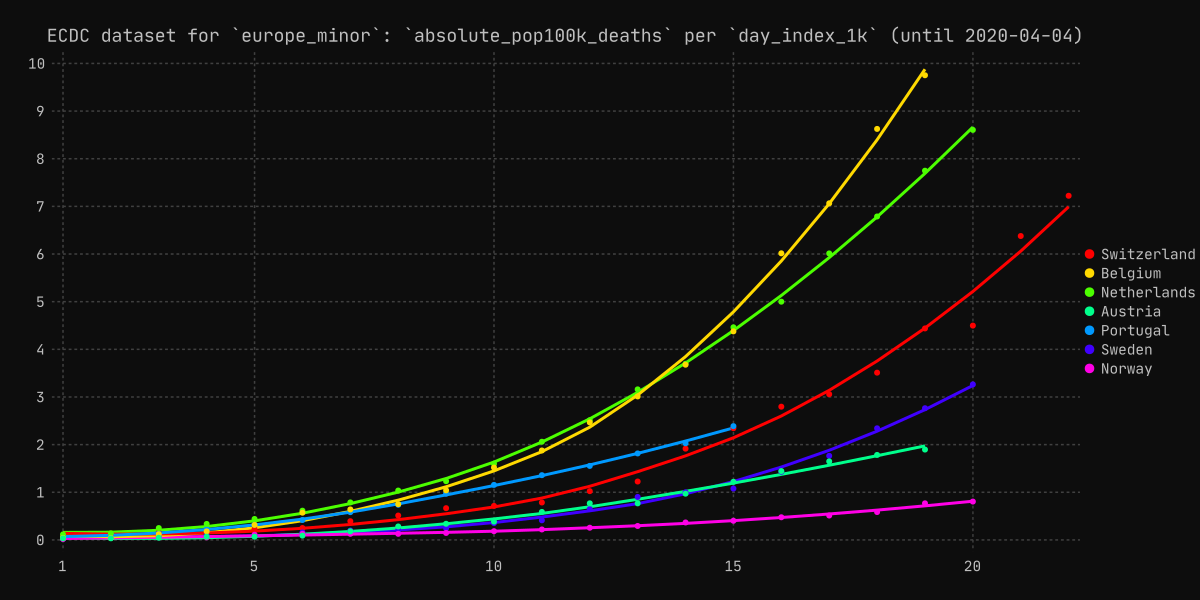 ECDC dataset for `europe_minor`: `absolute_pop100k_deaths` per `day_index_1k` (until 2020-04-04)
10
9
8
7
6
5
4
3
2
1
0
1 5 10 15 20
Switzerland
Belgium
Netherlands
Austria
Portugal
Sweden
Norway